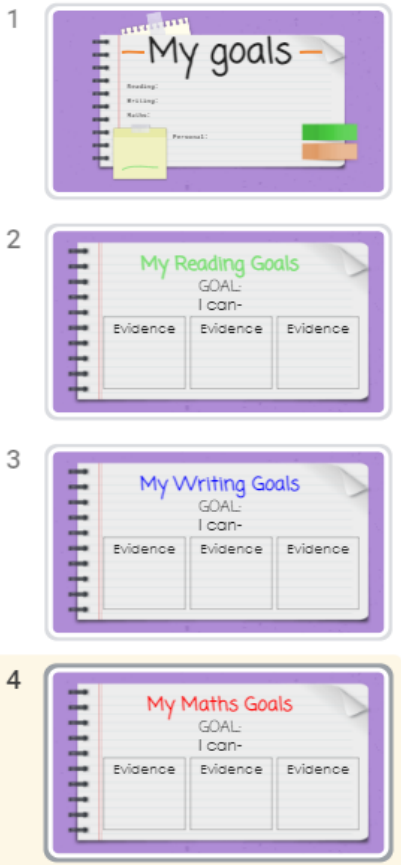 1
My goals
Reading:
Writing:
Maths:
Personal:
2
My Reading Goals
GOAL:
I can-
Evidence Evidence Evidence
3
My Writing Goals
GOAL:
I can-
Evidence Evidence Evidence
4
My Maths Goals
GOAL:
I can-
Evidence Evidence Evidence